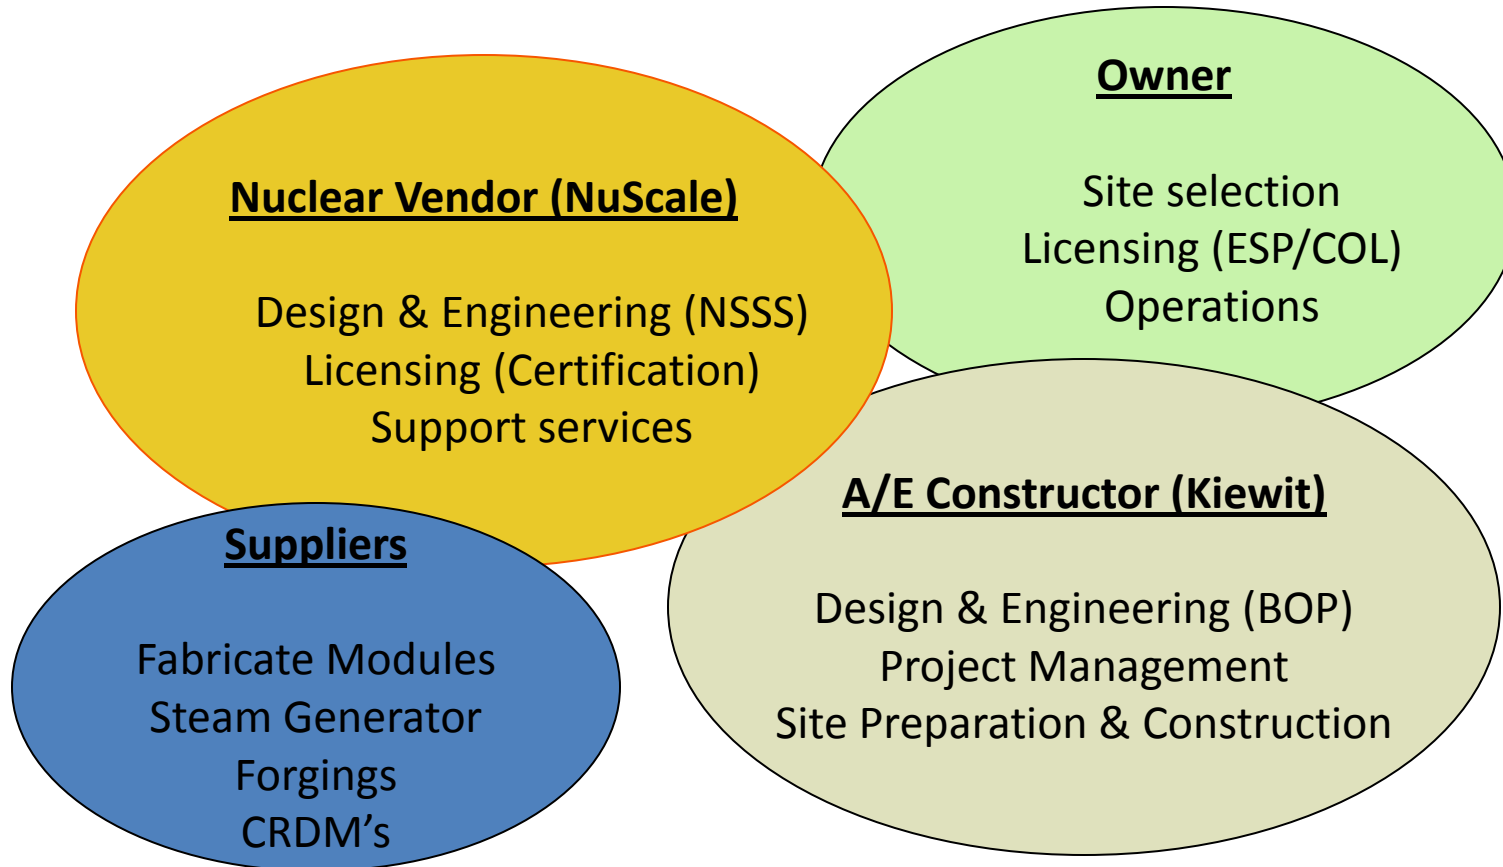 Owner
Site selection
Licensing (ESP/COL)
Operations
Nuclear Vendor (NuScale)
Design & Engineering (NSSS)
Licensing (Certification)
Support services
A/E Constructor (Kiewit)
Design & Engineering (BOP)
Project Management
Site Preparation & Construction
Suppliers
Fabricate Modules
Steam Generator
Forgings
CRDM’s